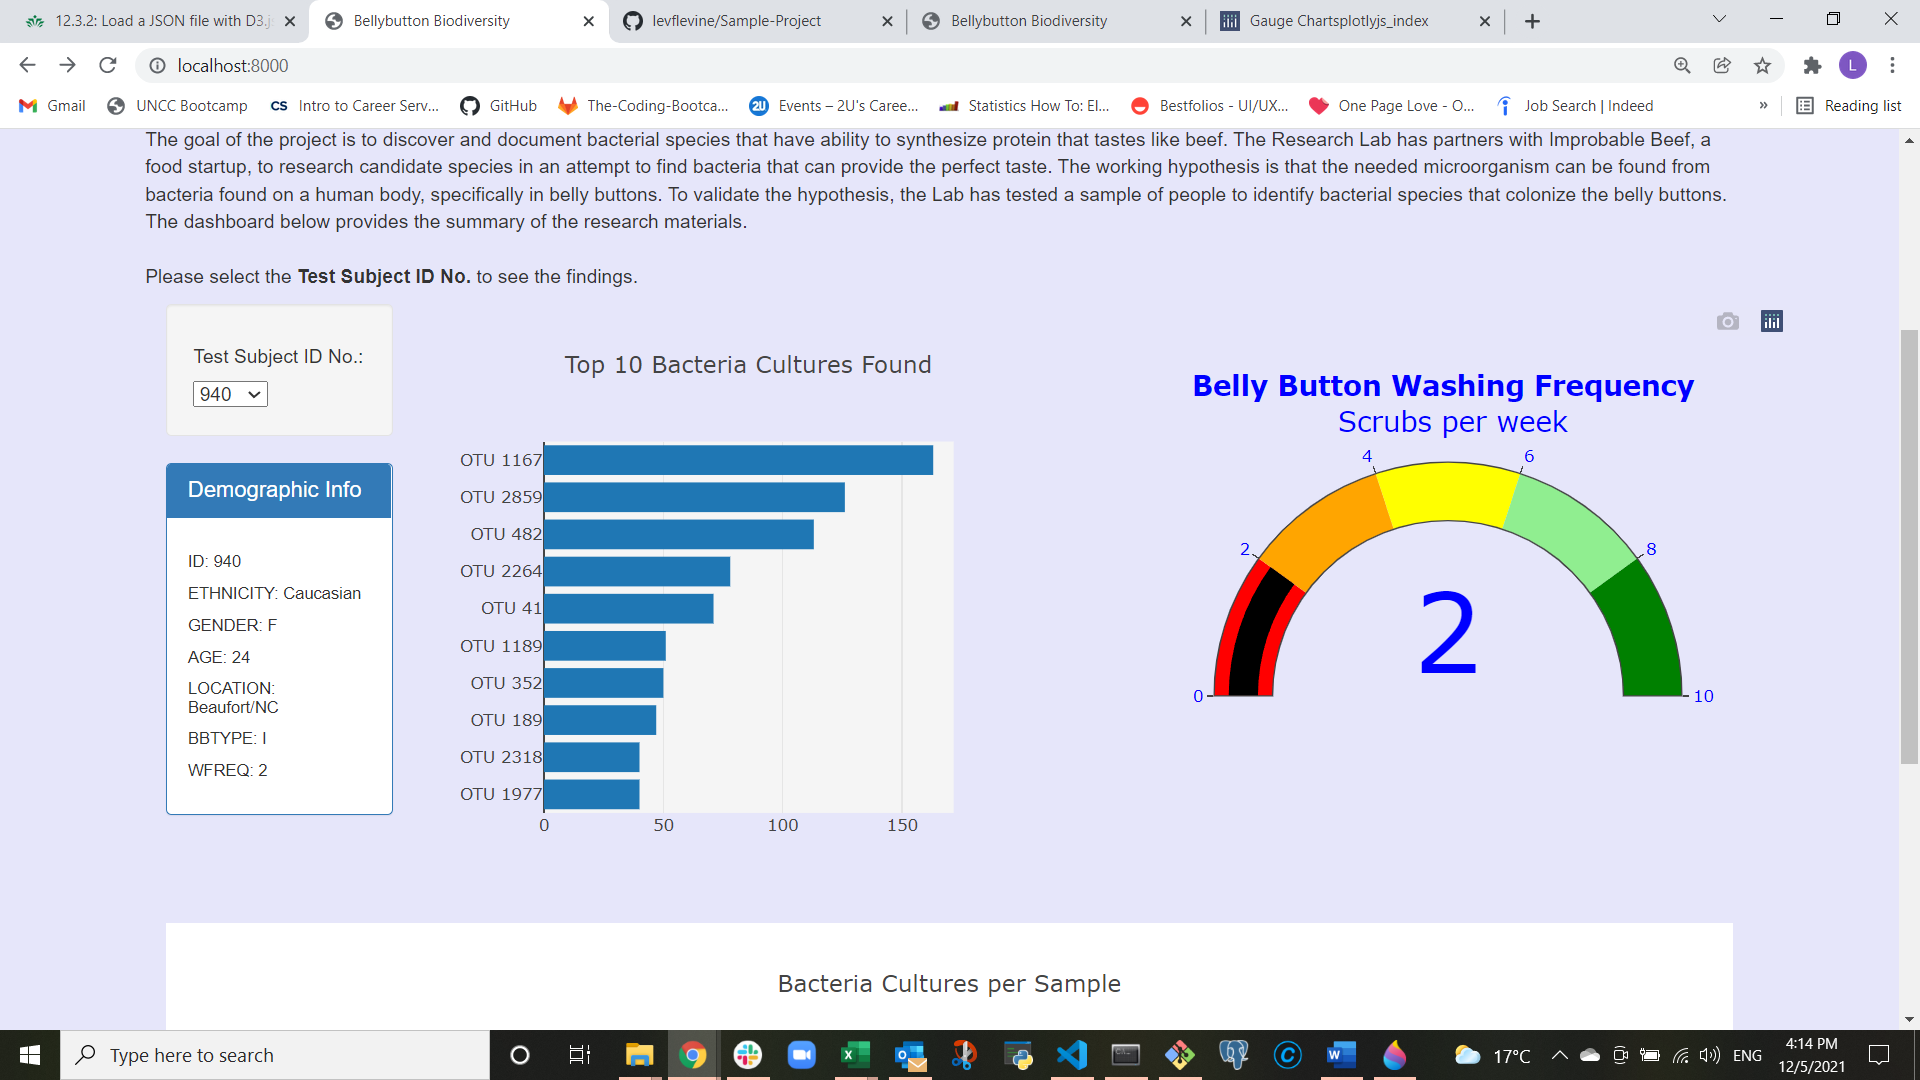 12.3.2: Load a JSON file with D3.js
Bellybutton Biodiversity
levflevine/Sample-Project
Bellybutton Biodiversity
Gauge Chartsplotlyjs_index
localhost:8000
L
Gmail
UNCC Bootcamp
CS Intro to Career Serv...
GitHub
The-Coding-Bootca...
2U Events – 2U's Caree...
Statistics How To: El...
Bestfolios - UI/UX...
One Page Love - O...
Job Search | Indeed
»
Reading list
The goal of the project is to discover and document bacterial species that have ability to synthesize protein that tastes like beef. The Research Lab has partners with Improbable Beef, a
food startup, to research candidate species in an attempt to find bacteria that can provide the perfect taste. The working hypothesis is that the needed microorganism can be found from
bacteria found on a human body, specifically in belly buttons. To validate the hypothesis, the Lab has tested a sample of people to identify bacterial species that colonize the belly buttons.
The dashboard below provides the summary of the research materials.
Please select the Test Subject ID No. to see the findings.
Test Subject ID No.:
940
Demographic Info
ID: 940
ETHNICITY: Caucasian
GENDER: F
AGE: 24
LOCATION:
Beaufort/NC
BBTYPE: I
WFREQ: 2
Top 10 Bacteria Cultures Found
OTU 1167
OTU 2859
OTU 482
OTU 2264
OTU 41
OTU 1189
OTU 352
OTU 189
OTU 2318
OTU 1977
0 50 100 150
Belly Button Washing Frequency
Scrubs per week
4 6
2 8
2
0 10
Bacteria Cultures per Sample
Type here to search
17°C
ENG
4:14 PM
12/5/2021